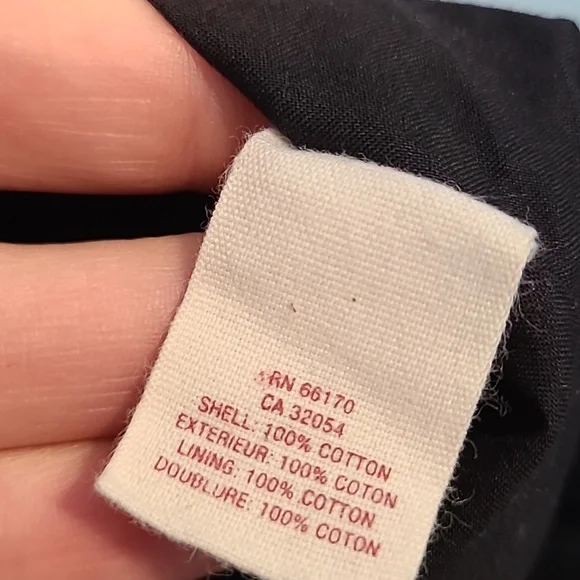 RN 66170
CA 32054
SHELL: 100% COTTON
EXTERIEUR: 100% COTON
LINING: 100% COTTON
DOUBLURE: 100% COTON